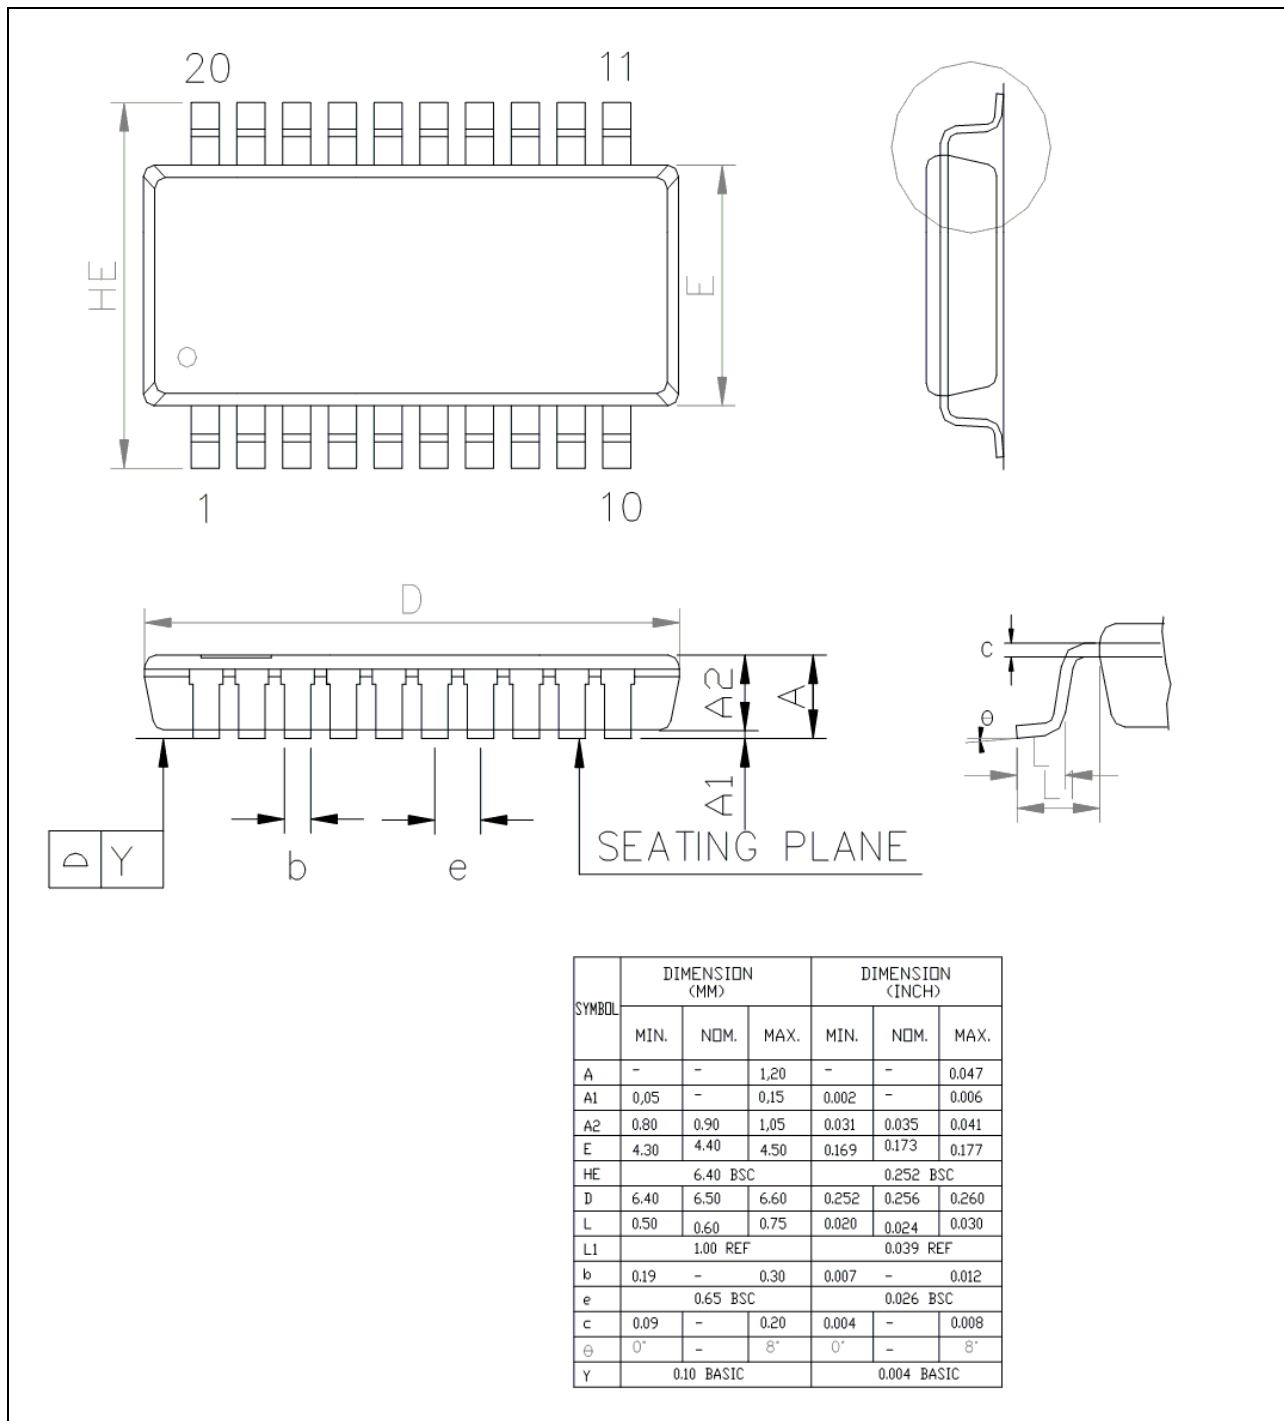 20 11
HE
E
1 10
D
A2
A
A1
c
θ
L
L
Y
b
e
SEATING PLANE
SYMBOL DIMENSION (MM) DIMENSION (INCH)
MIN. NOM. MAX. MIN. NOM. MAX.
A - - 1,20 - - 0.047
A1 0,05 - 0,15 0.002 - 0.006
A2 0.80 0.90 1,05 0.031 0.035 0.041
E 4.30 4.40 4.50 0.169 0.173 0.177
HE 6.40 BSC 0.252 BSC
D 6.40 6.50 6.60 0.252 0.256 0.260
L 0.50 0.60 0.75 0.020 0.024 0.030
L1 1.00 REF 0.039 REF
b 0.19 - 0.30 0.007 - 0.012
e 0.65 BSC 0.026 BSC
c 0.09 - 0.20 0.004 - 0.008
θ 0° - 8° 0° - 8°
Y 0.10 BASIC 0.004 BASIC